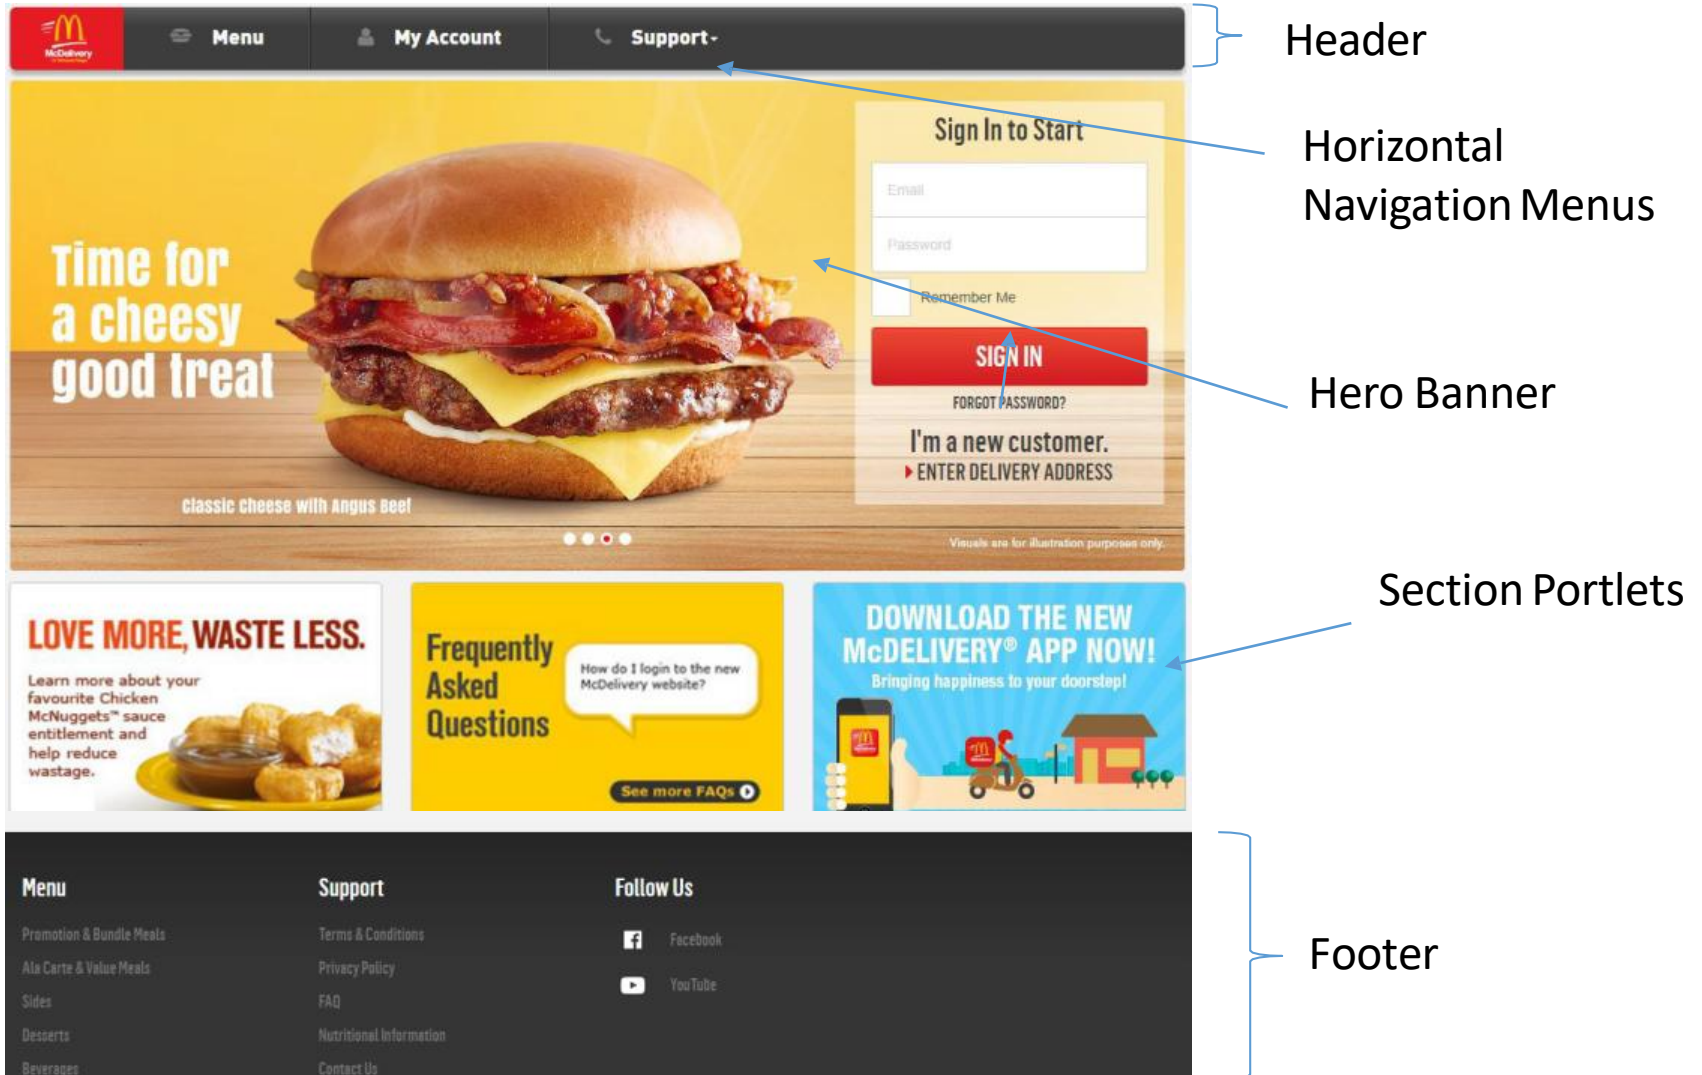 McDelivery
Menu
My Account
Support
Header
Horizontal
Navigation Menus
Sign In to Start
Email
Password
Remember Me
SIGN IN
FORGOT PASSWORD?
I'm a new customer.
ENTER DELIVERY ADDRESS
Time for
a cheesy
good treat
Classic Cheese with Angus Beef
Visuals are for illustration purposes only.
Hero Banner
Section Portlets
LOVE MORE, WASTE LESS.
Learn more about your
favourite Chicken
McNuggets™ sauce
entitlement and
help reduce
wastage.
Frequently
Asked
Questions
How do I login to the new
McDelivery website?
See more FAQs
DOWNLOAD THE NEW
McDELIVERY® APP NOW!
Bringing happiness to your doorstep!
Menu
Promotion & Bundle Meals
Ala Carte & Value Meals
Sides
Desserts
Beverages
Support
Terms & Conditions
Privacy Policy
FAQ
Nutritional Information
Contact Us
Follow Us
Facebook
YouTube
Footer